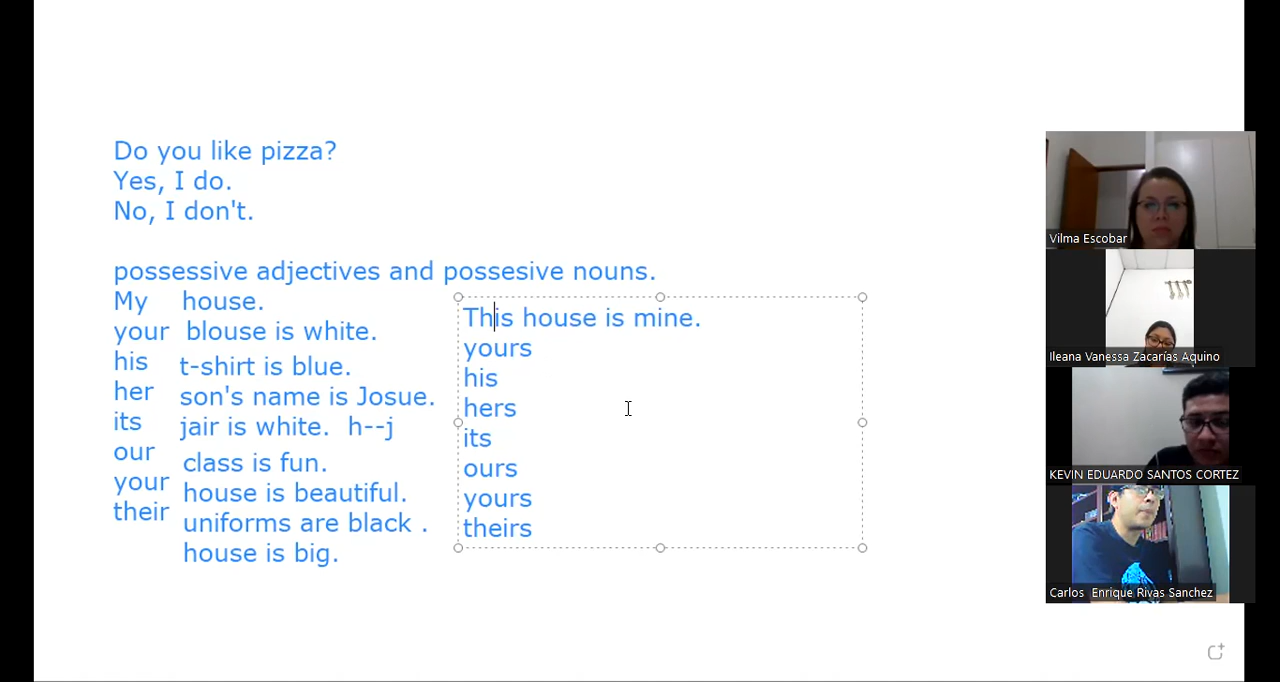 Do you like pizza?
Yes, I do.
No, I don't.
possessive adjectives and possesive nouns.
My house.
your blouse is white.
his t-shirt is blue.
her son's name is Josue.
its jair is white. h--j
our class is fun.
your house is beautiful.
their uniforms are black .
house is big.
This house is mine.
yours
his
hers
its
ours
yours
theirs
Vilma Escobar
Ileana Vanessa Zacarías Aquino
KEVIN EDUARDO SANTOS CORTEZ
Carlos Enrique Rivas Sanchez